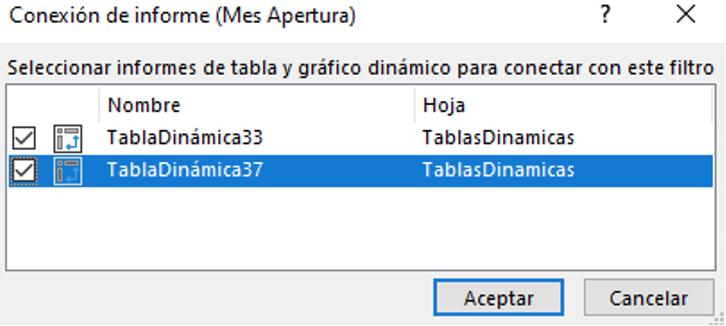 Conexión de informe (Mes Apertura) ?
Seleccionar informes de tabla y gráfico dinámico para conectar con este filtro
Nombre Hoja
TablaDinámica33 TablasDinamicas
TablaDinámica37 TablasDinamicas
Aceptar Cancelar